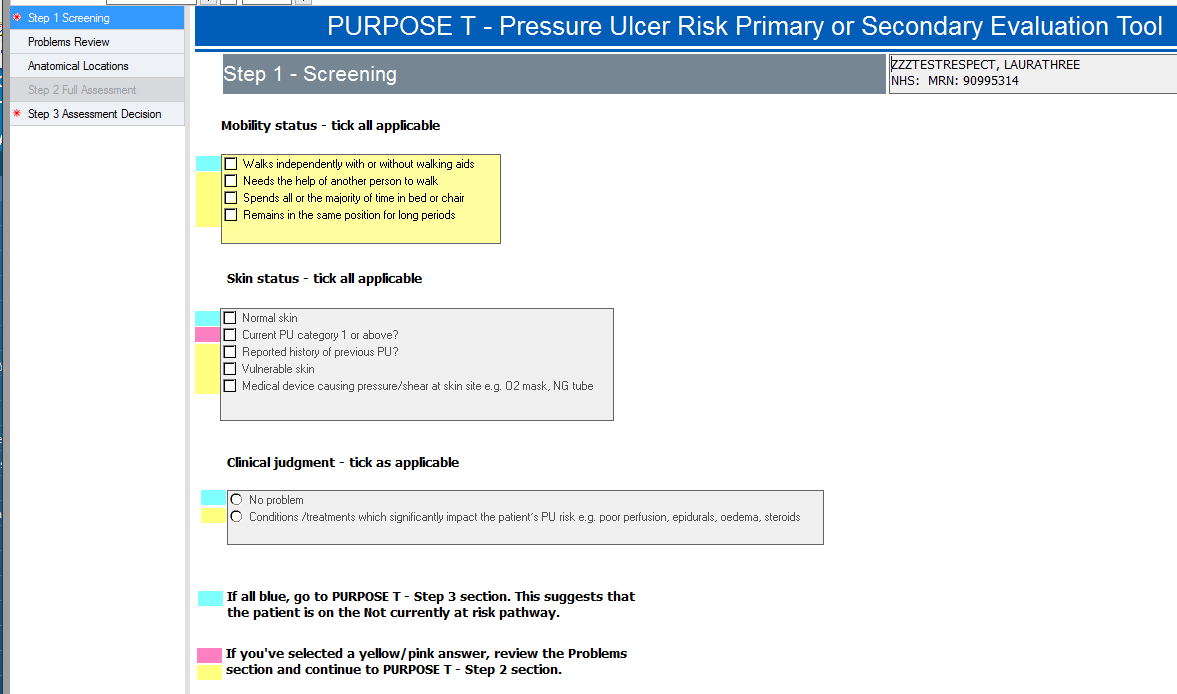 Step 1 Screening
Problems Review
Anatomical Locations
Step 2 Full Assessment
Step 3 Assessment Decision
PURPOSE T - Pressure Ulcer Risk Primary or Secondary Evaluation Tool
Step 1 - Screening
ZZZTESTRESPECT, LAURATHREE
NHS: MRN: 90995314
Mobility status - tick all applicable
Walks independently with or without walking aids
Needs the help of another person to walk
Spends all or the majority of time in bed or chair
Remains in the same position for long periods
Skin status - tick all applicable
Normal skin
Current PU category 1 or above?
Reported history of previous PU?
Vulnerable skin
Medical device causing pressure/shear at skin site e.g. O2 mask, NG tube
Clinical judgment - tick as applicable
No problem
Conditions /treatments which significantly impact the patient's PU risk e.g. poor perfusion, epidurals, oedema, steroids
If all blue, go to PURPOSE T - Step 3 section. This suggests that
the patient is on the Not currently at risk pathway.
If you've selected a yellow/pink answer, review the Problems
section and continue to PURPOSE T - Step 2 section.